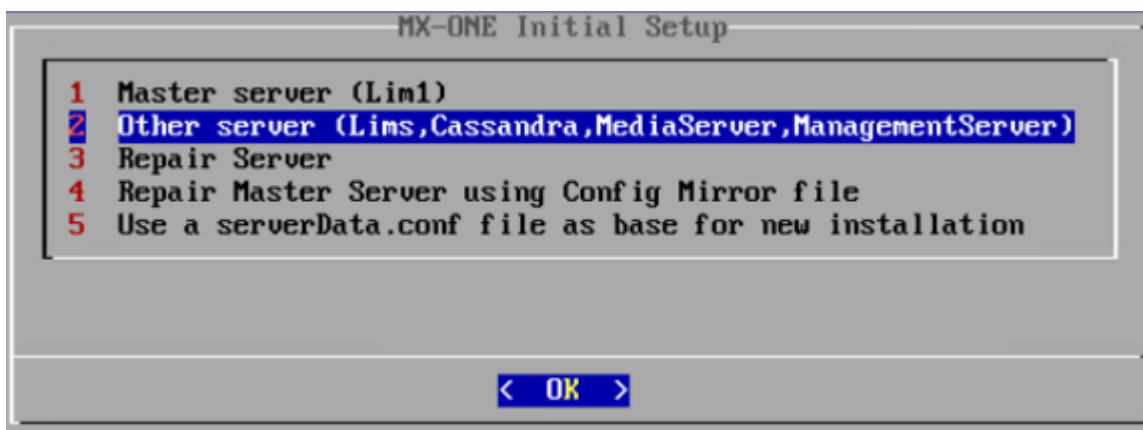 MX-ONE Initial Setup
1 Master server (Lim1)
2 Other server (Lims,Cassandra,MediaServer,ManagementServer)
3 Repair Server
4 Repair Master Server using Config Mirror file
5 Use a serverData.conf file as base for new installation
< OK >